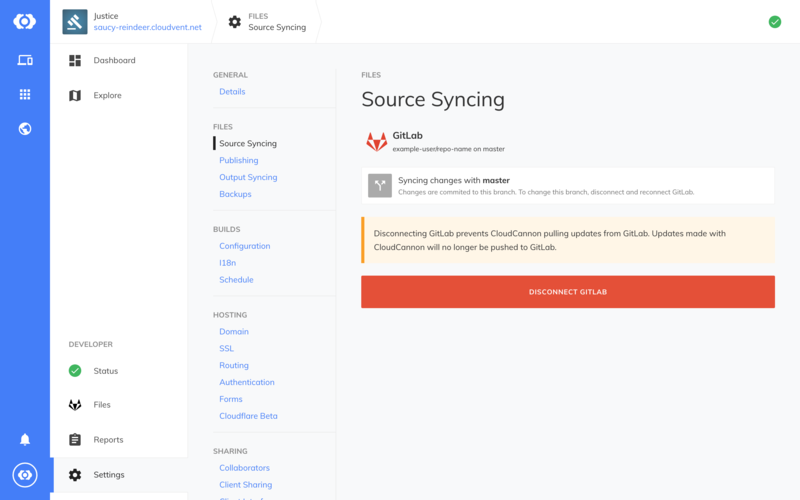 Justice
saucy-reindeer.cloudvent.net
FILES
Source Syncing
Dashboard
Explore
DEVELOPER
Status
Files
Reports
Settings
GENERAL
Details
FILES
Source Syncing
Publishing
Output Syncing
Backups
BUILDS
Configuration
I18n
Schedule
HOSTING
Domain
SSL
Routing
Authentication
Forms
Cloudflare Beta
SHARING
Collaborators
Client Sharing
Client Interface
FILES
Source Syncing
GitLab
example-user/repo-name on master
Syncing changes with master
Changes are commited to this branch. To change this branch, disconnect and reconnect GitLab.
Disconnecting GitLab prevents CloudCannon pulling updates from GitLab. Updates made with
CloudCannon will no longer be pushed to GitLab.
DISCONNECT GITLAB